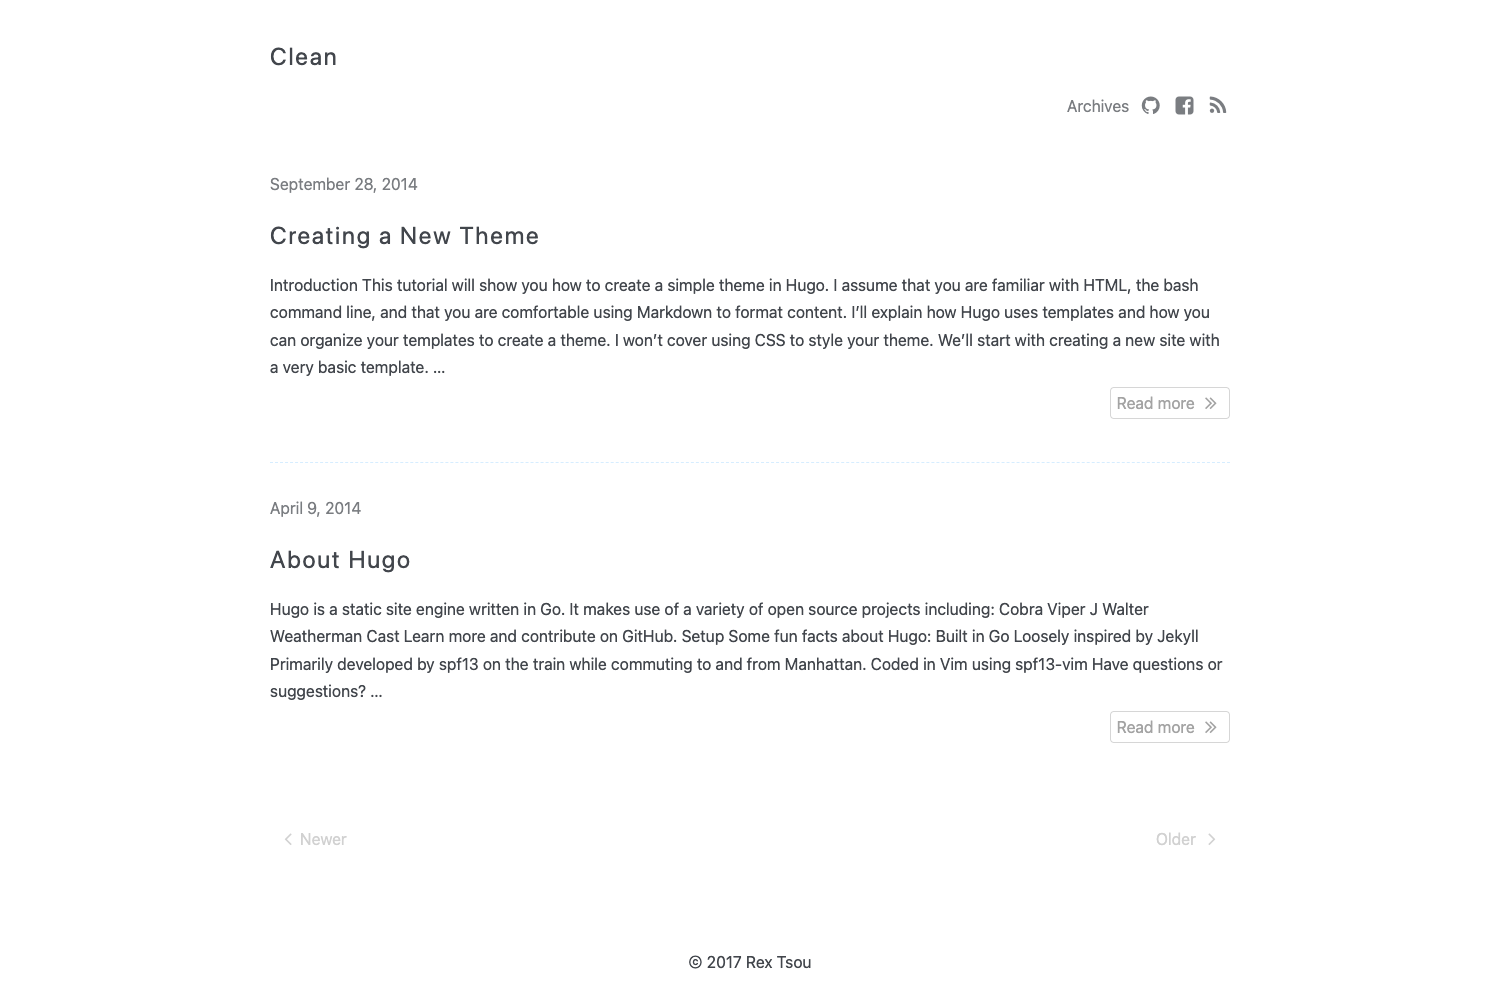 Clean
Archives
September 28, 2014
Creating a New Theme
Introduction This tutorial will show you how to create a simple theme in Hugo. I assume that you are familiar with HTML, the bash
command line, and that you are comfortable using Markdown to format content. I’ll explain how Hugo uses templates and how you
can organize your templates to create a theme. I won’t cover using CSS to style your theme. We’ll start with creating a new site with
a very basic template. ...
Read more
April 9, 2014
About Hugo
Hugo is a static site engine written in Go. It makes use of a variety of open source projects including: Cobra Viper J Walter
Weatherman Cast Learn more and contribute on GitHub. Setup Some fun facts about Hugo: Built in Go Loosely inspired by Jekyll
Primarily developed by spf13 on the train while commuting to and from Manhattan. Coded in Vim using spf13-vim Have questions or
suggestions? ...
Read more
Newer Older
© 2017 Rex Tsou